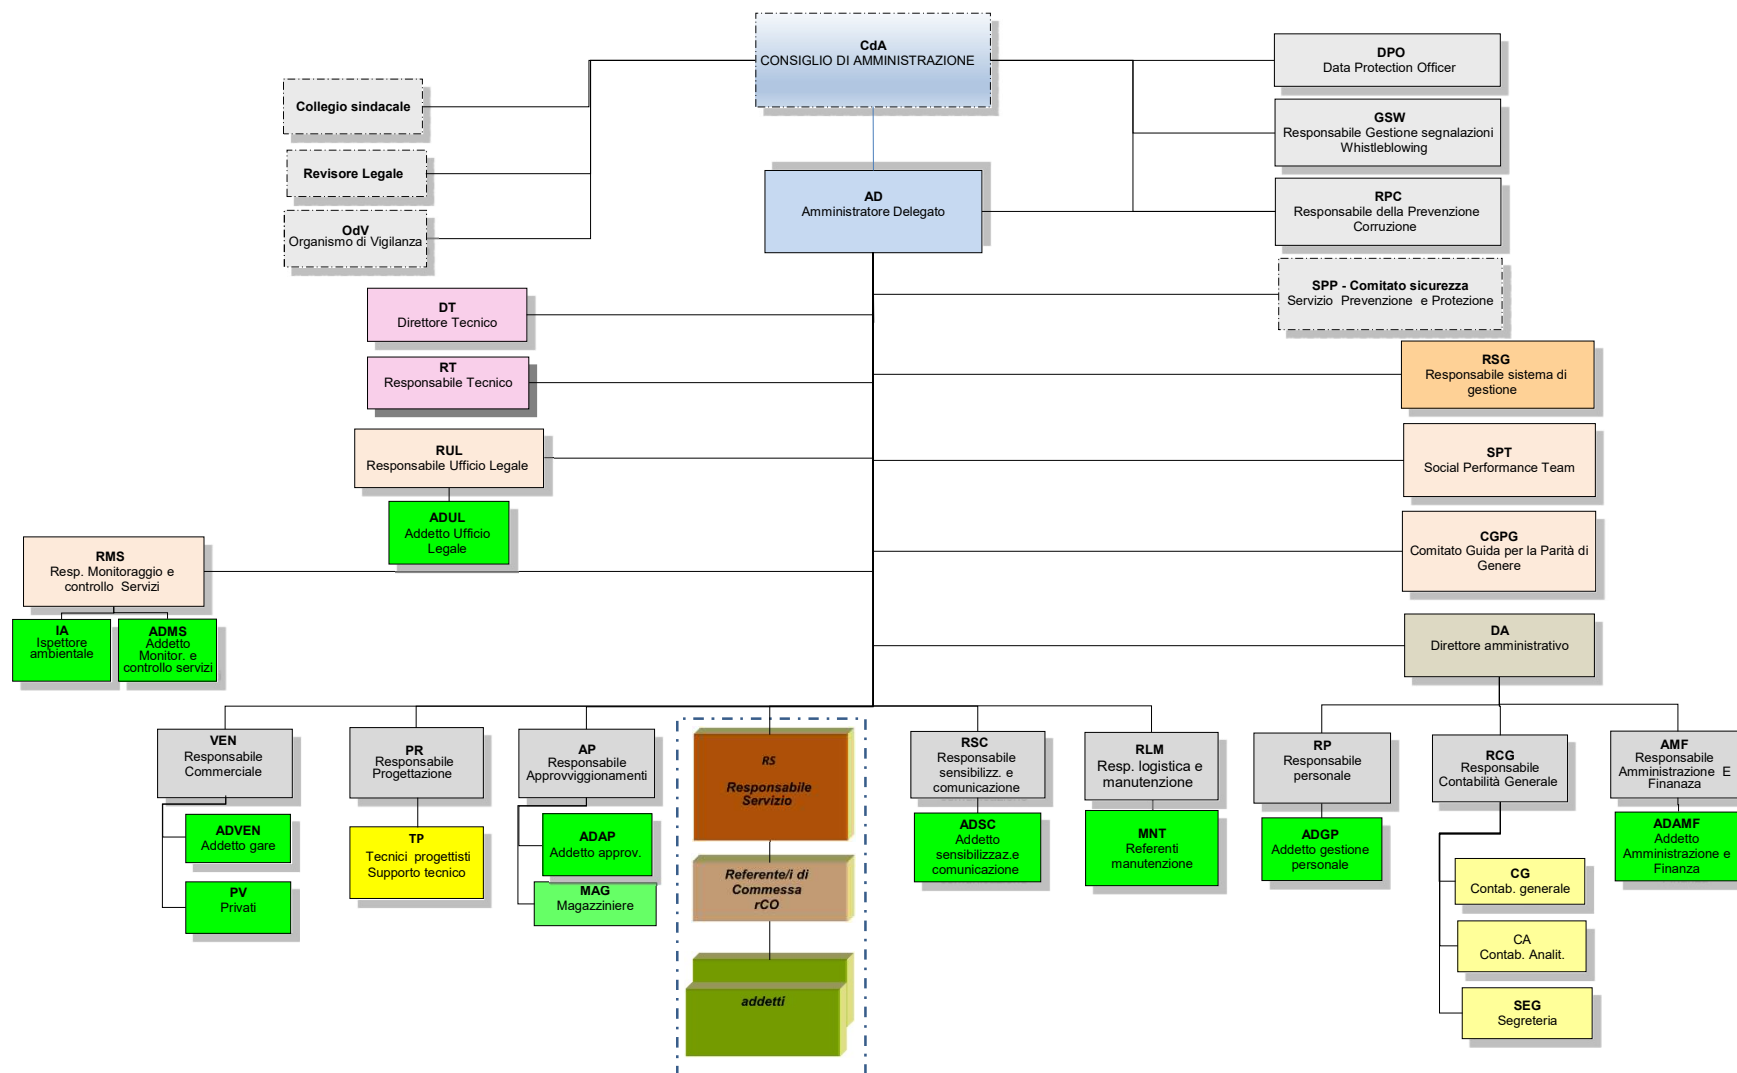 CdA
CONSIGLIO DI AMMINISTRAZIONE
DPO
Data Protection Officer
Collegio sindacale
GSW
Responsabile Gestione segnalazioni
Whistleblowing
Revisore Legale
AD
Amministratore Delegato
RPC
Responsabile della Prevenzione
Corruzione
OdV
Organismo di Vigilanza
SPP - Comitato sicurezza
Servizio Prevenzione e Protezione
DT
Direttore Tecnico
RT
Responsabile Tecnico
RSG
Responsabile sistema di
gestione
RUL
Responsabile Ufficio Legale
SPT
Social Performance Team
ADUL
Addetto Ufficio
Legale
CGPG
Comitato Guida per la Parità di
Genere
RMS
Resp. Monitoraggio e
controllo Servizi
IA
Ispettore
ambientale
ADMS
Addetto
Monitor. e
controllo servizi
DA
Direttore amministrativo
VEN
Responsabile
Commerciale
PR
Responsabile
Progettazione
AP
Responsabile
Approvviggionamenti
RS
Responsabile
Servizio
RSC
Responsabile
sensibilizz. e
comunicazione
RLM
Resp. logistica e
manutenzione
RP
Responsabile
personale
RCG
Responsabile
Contabilità Generale
AMF
Responsabile
Amministrazione E
Finanaza
ADVEN
Addetto gare
TP
Tecnici progettisti
Supporto tecnico
ADAP
Addetto approv.
ADSC
Addetto
sensibilizzaz.e
comunicazione
MNT
Referenti
manutenzione
ADGP
Addetto gestione
personale
ADAMF
Addetto
Amministrazione e
Finanza
PV
Privati
MAG
Magazziniere
Referente/i di
Commessa
rCO
CG
Contab. generale
CA
Contab. Analit.
addetti
SEG
Segreteria